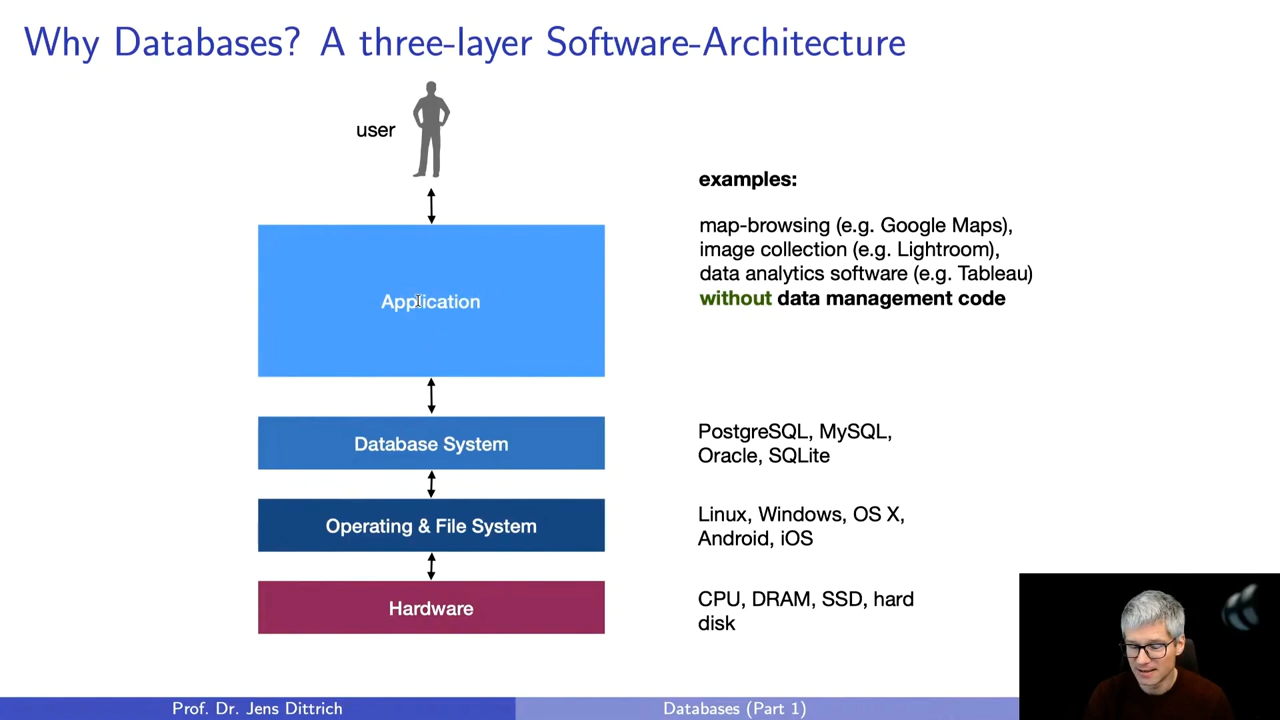 Why Databases? A three-layer Software-Architecture
user
examples:
map-browsing (e.g. Google Maps),
image collection (e.g. Lightroom),
data analytics software (e.g. Tableau)
without data management code
Application
Database System
PostgreSQL, MySQL,
Oracle, SQLite
Operating & File System
Linux, Windows, OS X,
Android, iOS
Hardware
CPU, DRAM, SSD, hard
disk
Prof. Dr. Jens Dittrich
Databases (Part 1)